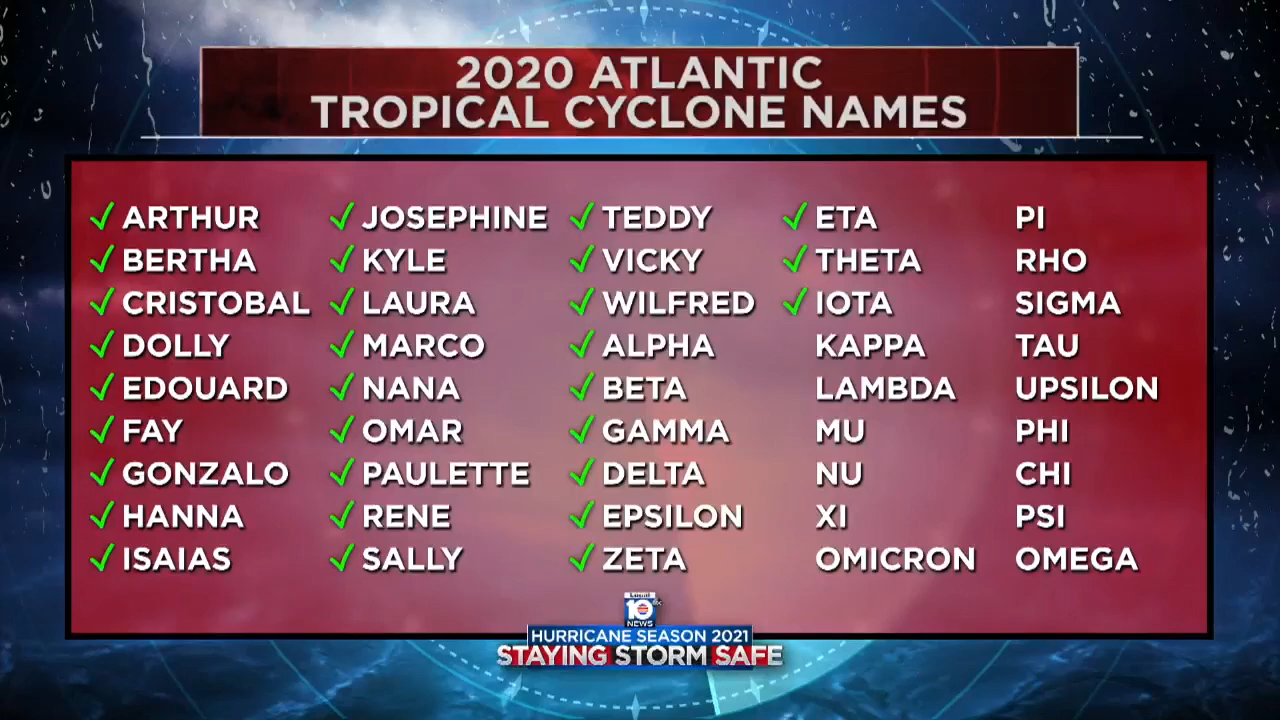 2020 ATLANTIC
TROPICAL CYCLONE NAMES
✓ ARTHUR
✓ BERTHA
✓ CRISTOBAL
✓ DOLLY
✓ EDOUARD
✓ FAY
✓ GONZALO
✓ HANNA
✓ ISAIAS
✓ JOSEPHINE
✓ KYLE
✓ LAURA
✓ MARCO
✓ NANA
✓ OMAR
✓ PAULETTE
✓ RENE
✓ SALLY
✓ TEDDY
✓ VICKY
✓ WILFRED
✓ ALPHA
✓ BETA
✓ GAMMA
✓ DELTA
✓ EPSILON
✓ ZETA
✓ ETA
✓ THETA
✓ IOTA
KAPPA
LAMBDA
MU
NU
XI
OMICRON
PI
RHO
SIGMA
TAU
UPSILON
PHI
CHI
PSI
OMEGA
Local
10
NEWS
HURRICANE SEASON 2021
STAYING STORM SAFE